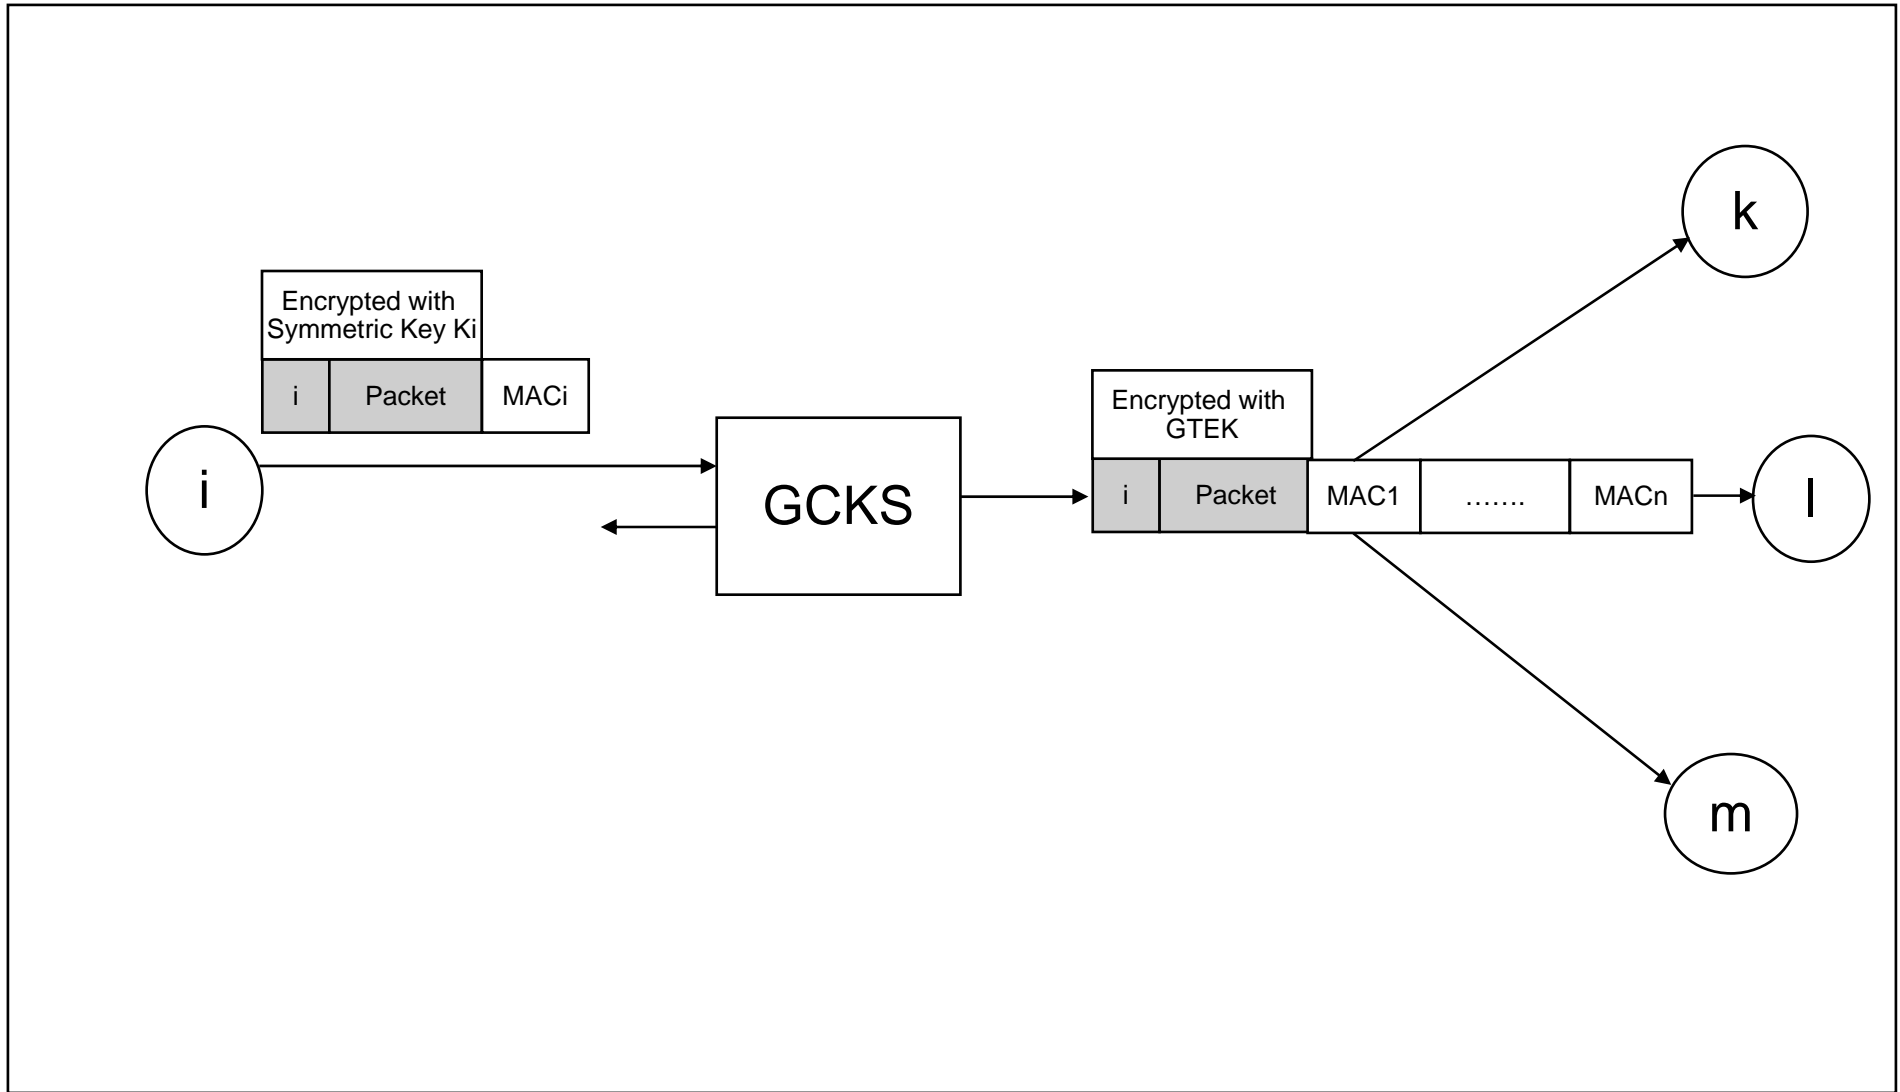 k
Encrypted with
Symmetric Key Ki
i Packet MACi
Encrypted with
GTEK
i
GCKS
i Packet MAC1 ....... MACn
l
m